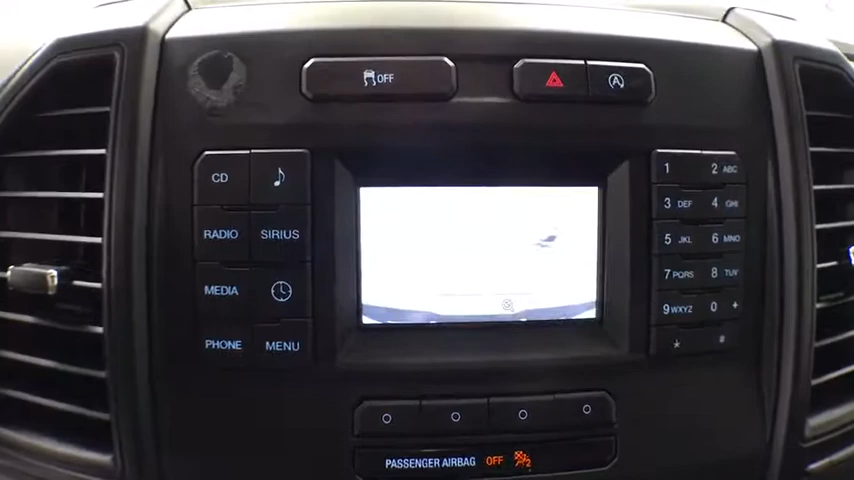 OFF
A
CD
1 2 ABC
3 DEF 4 GHI
RADIO SIRIUS
5 JKL 6 MNO
7 PQRS 8 TUV
MEDIA
9 WXYZ 0 +
PHONE MENU
* #
PASSENGER AIRBAG OFF 2